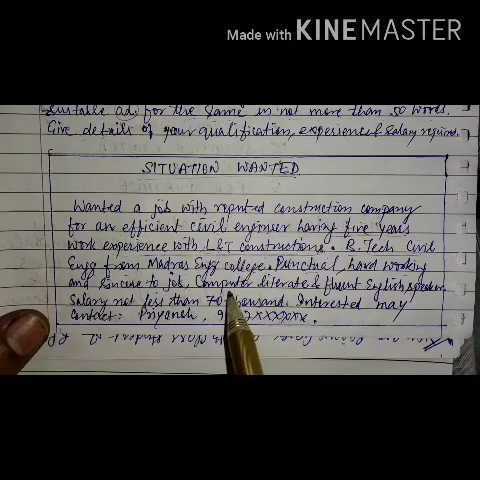 Made with KINEMASTER
suitable ad. for the same in not more than 50 words.
Give details of your qualification, experience & salary required.
SITUATION WANTED
Wanted a job with reputed construction company
for an efficient civil engineer having five years
work experience with L&T constructions. B.Tech Civil
Engg from Madras Engg college. Punctual, hard working
and sincere to job, Computer literate & fluent English speaker
Salary not less than 70 thousand. Interested may
contact: Priyansh,